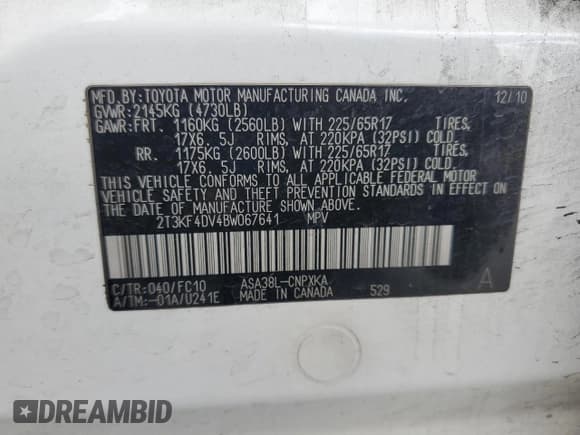 MFD.BY:TOYOTA MOTOR MANUFACTURING CANADA INC. 12/10
GVWR:2145KG (4730LB)
GAWR:FRT. 1160KG (2560LB) WITH 225/65R17 TIRES,
17X6. 5J RIMS, AT 220KPA (32PSI) COLD.
RR. 1175KG (2600LB) WITH 225/65R17 TIRES,
17X6. 5J RIMS, AT 220KPA (32PSI) COLD.
THIS VEHICLE CONFORMS TO ALL APPLICABLE FEDERAL MOTOR
VEHICLE SAFETY AND THEFT PREVENTION STANDARDS IN EFFECT
ON THE DATE OF MANUFACTURE SHOWN ABOVE.
2T3KF4DV4BW067641 MPV
C/TR:040/FC10 ASA38L-CNPXKA A
A/TM:-01A/U241E MADE IN CANADA 529
DREAMBID